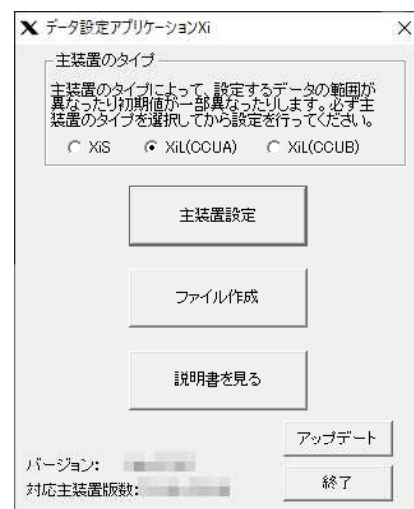 データ設定アプリケーションXi
主装置のタイプ
主装置のタイプによって、設定するデータの範囲が
異なったり初期値が一部異なったりします。必ず主
装置のタイプを選択してから設定を行ってください。
XiS XiL(CCUA) XiL(CCUB)
主装置設定
ファイル作成
説明書を見る
アップデート
バージョン:
対応主装置版数:
終了